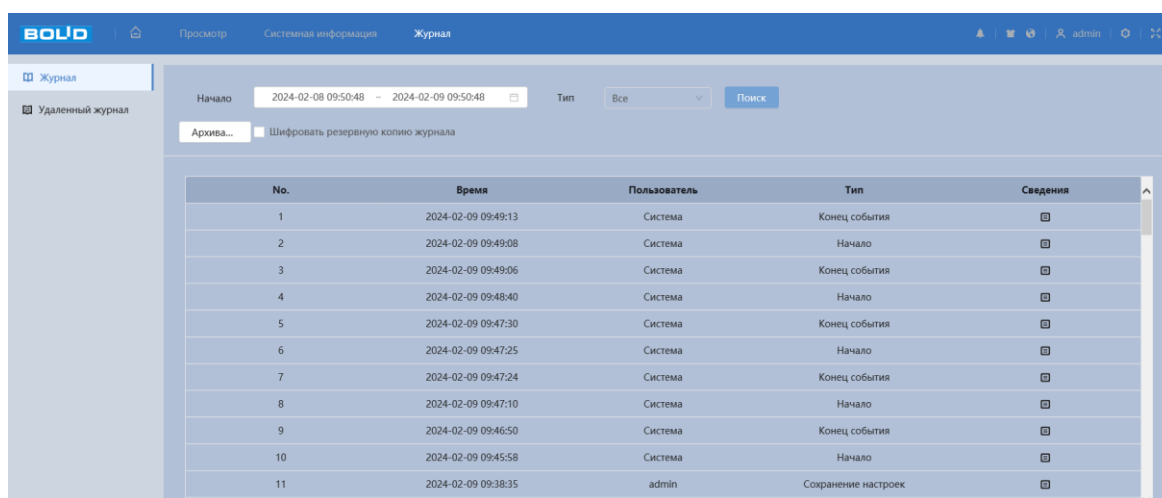 BOLID Просмотр Системная информация Журнал admin
Журнал
Удаленный журнал
Начало 2024-02-08 09:50:48 ~ 2024-02-09 09:50:48 Тип Все Поиск
Архива... Шифровать резервную копию журнала
No. Время Пользователь Тип Сведения
1 2024-02-09 09:49:13 Система Конец события
2 2024-02-09 09:49:08 Система Начало
3 2024-02-09 09:49:06 Система Конец события
4 2024-02-09 09:48:40 Система Начало
5 2024-02-09 09:47:30 Система Конец события
6 2024-02-09 09:47:25 Система Начало
7 2024-02-09 09:47:24 Система Конец события
8 2024-02-09 09:47:10 Система Начало
9 2024-02-09 09:46:50 Система Конец события
10 2024-02-09 09:45:58 Система Начало
11 2024-02-09 09:38:35 admin Сохранение настроек